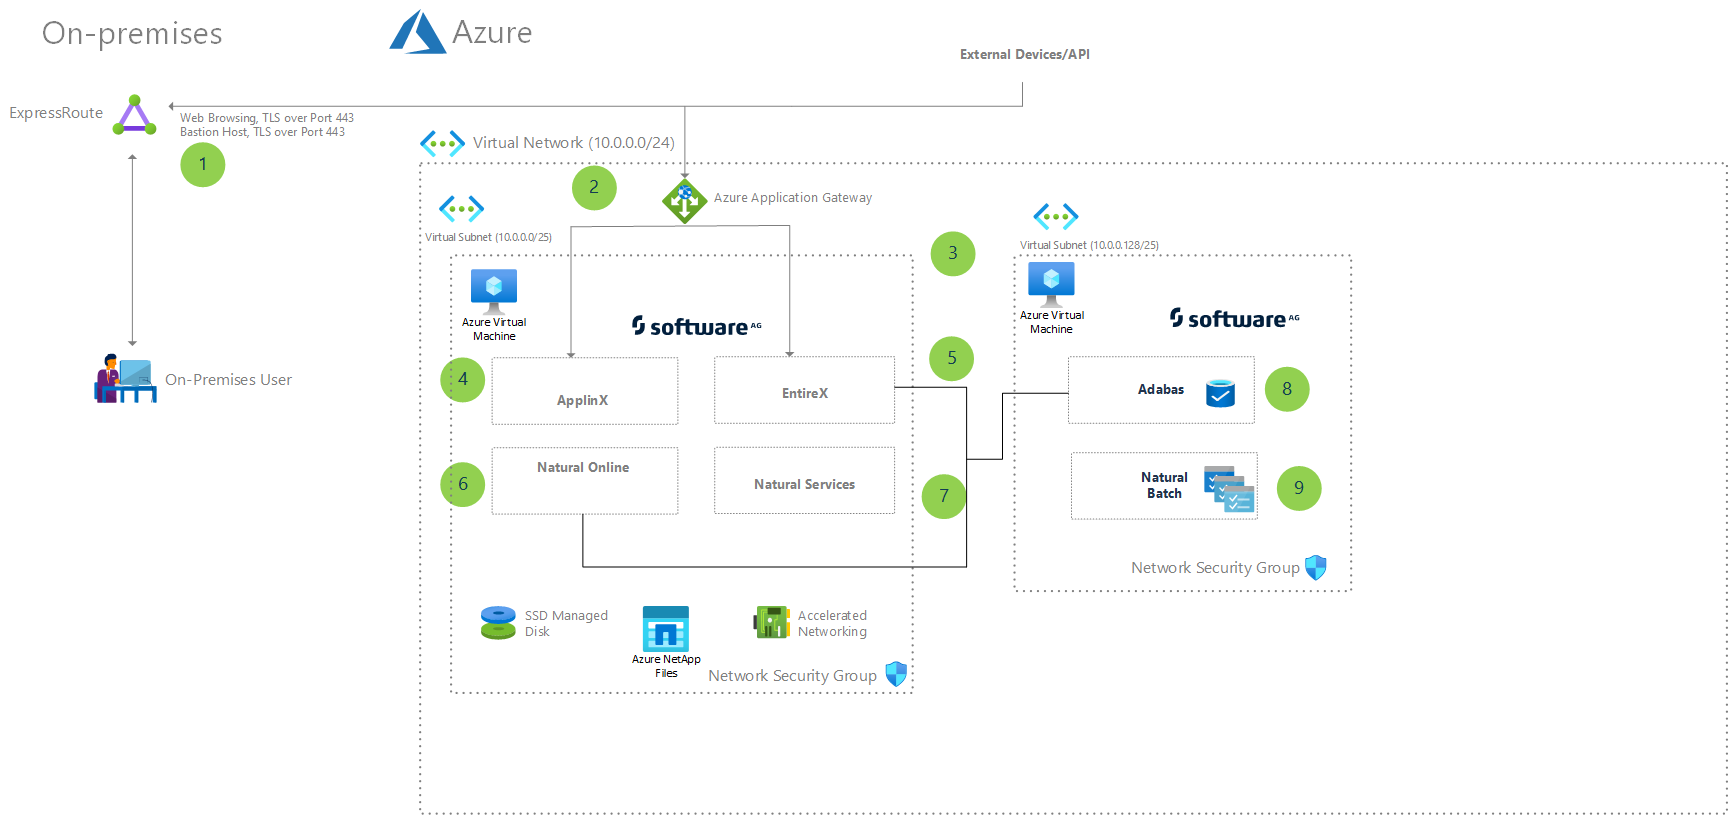 On-premises
Azure
External Devices/API
ExpressRoute
Web Browsing, TLS over Port 443
Bastion Host, TLS over Port 443
1
Virtual Network (10.0.0.0/24)
2
Azure Application Gateway
Virtual Subnet (10.0.0.0/25)
3
Virtual Subnet (10.0.0.128/25)
Azure Virtual
Machine
software AG
Azure Virtual
Machine
software AG
On-Premises User
4
ApplinX
EntireX
5
Adabas
8
6
Natural Online
Natural Services
7
Natural
Batch
9
Network Security Group
SSD Managed
Disk
Azure NetApp
Files
Accelerated
Networking
Network Security Group